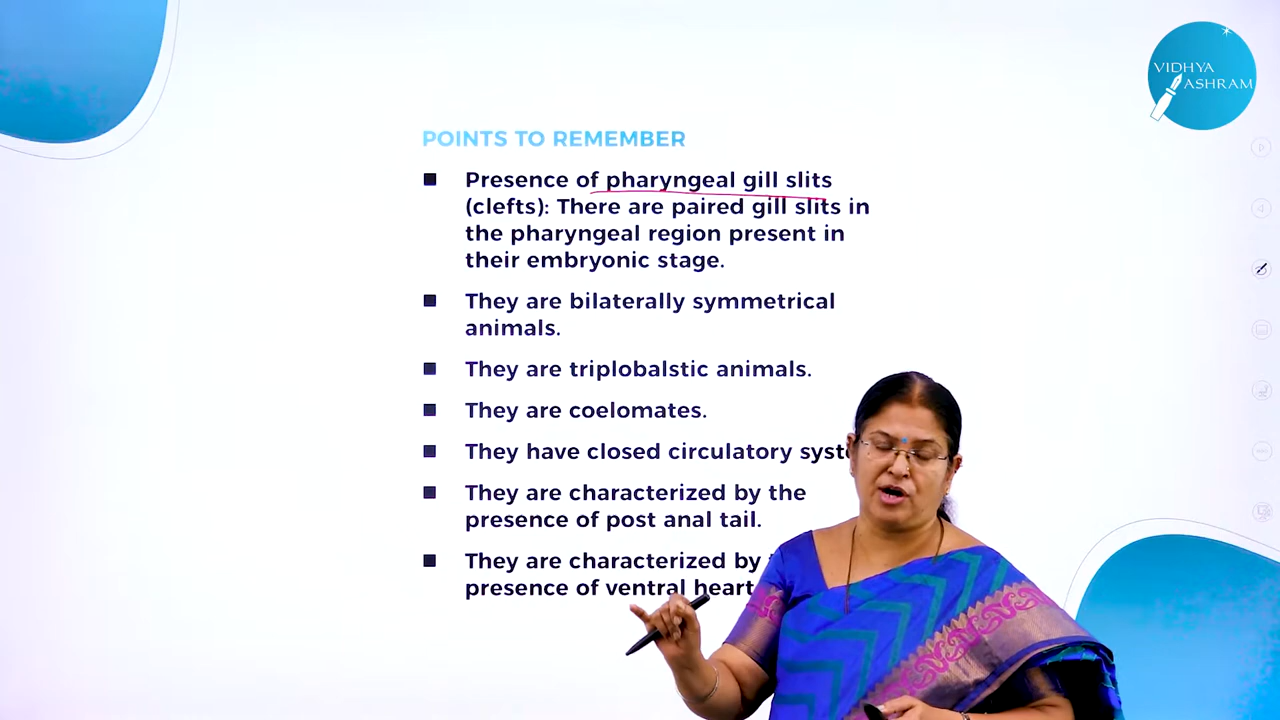 VIDHYA
ASHRAM
POINTS TO REMEMBER
Presence of pharyngeal gill slits
(clefts): There are paired gill slits in
the pharyngeal region present in
their embryonic stage.
They are bilaterally symmetrical
animals.
They are triplobalstic animals.
They are coelomates.
They have closed circulatory
They are characterized by the
presence of post anal tail.
They are characterized by
presence of ventral heart